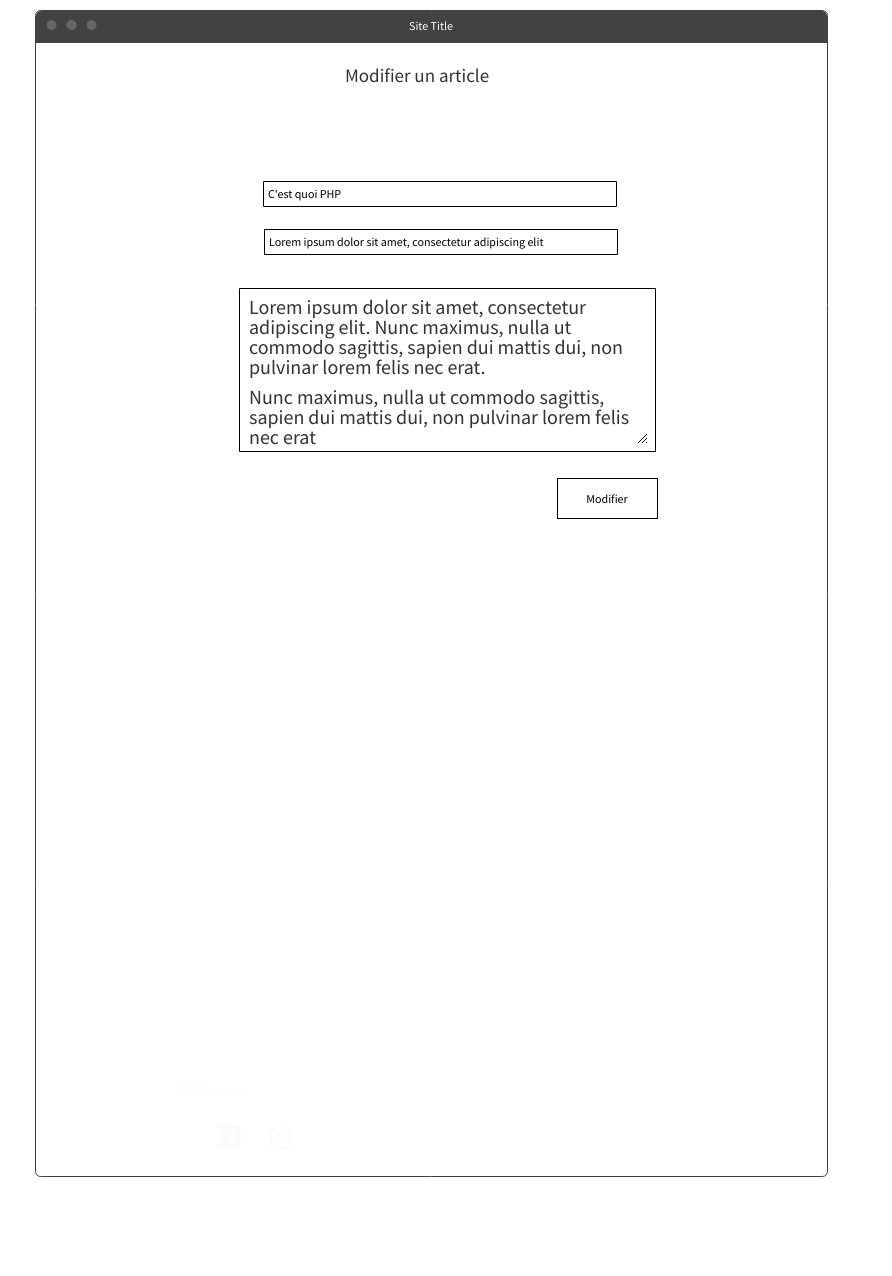 Site Title
Modifier un article
C'est quoi PHP
Lorem ipsum dolor sit amet, consectetur adipiscing elit
Lorem ipsum dolor sit amet, consectetur
adipiscing elit. Nunc maximus, nulla ut
commodo sagittis, sapien dui mattis dui, non
pulvinar lorem felis nec erat.
Nunc maximus, nulla ut commodo sagittis,
sapien dui mattis dui, non pulvinar lorem felis
nec erat
Modifier